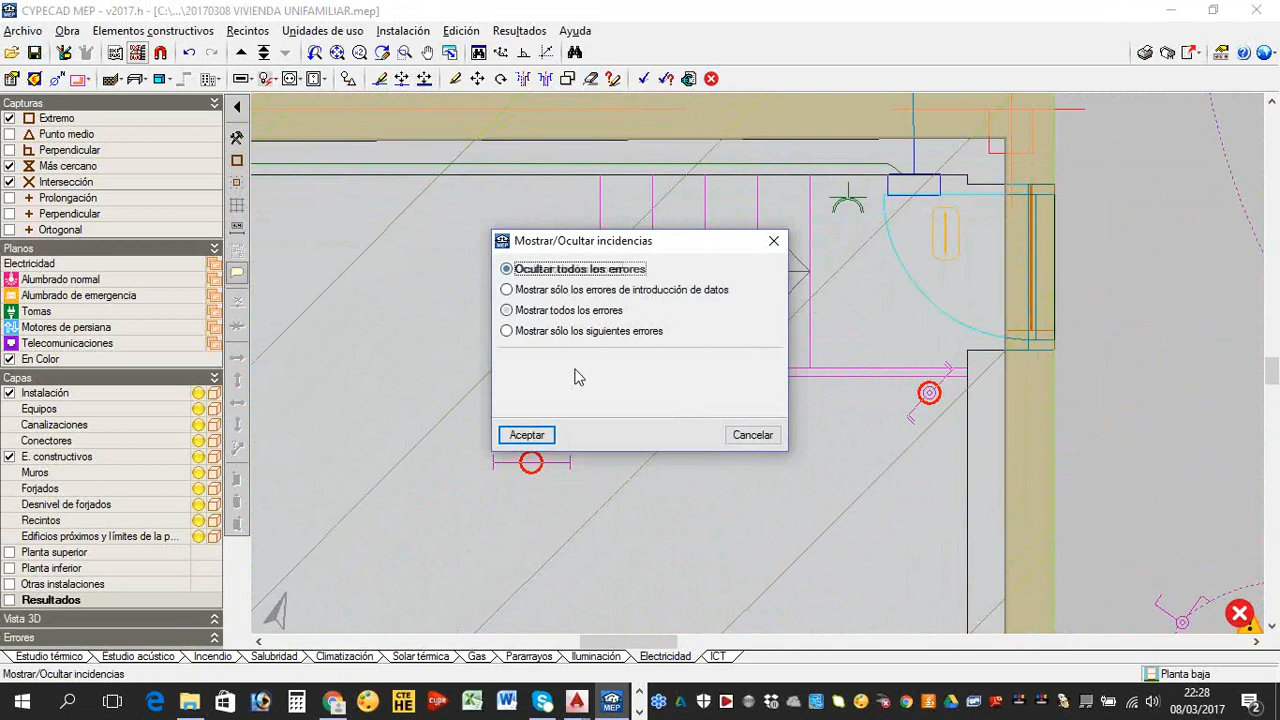 CYPECAD MEP - v2017.h - [C:\...\20170308 VIVIENDA UNIFAMILIAR.mep]
Archivo Obra Elementos constructivos Recintos Unidades de uso Instalación Edición Resultados Ayuda
Capturas
Extremo
Punto medio
Perpendicular
Más cercano
Intersección
Prolongación
Perpendicular
Ortogonal
Planos
Electricidad
Alumbrado normal
Alumbrado de emergencia
Tomas
Motores de persiana
Telecomunicaciones
En Color
Capas
Instalación
Equipos
Canalizaciones
Conectores
E. constructivos
Muros
Forjados
Desnivel de forjados
Recintos
Edificios próximos y límites de la p...
Planta superior
Planta inferior
Otras instalaciones
Resultados
Vista 3D
Errores
MEP
Mostrar/Ocultar incidencias
Ocultar todos los errores
Mostrar sólo los errores de introducción de datos
Mostrar todos los errores
Mostrar sólo los siguientes errores
Aceptar Cancelar
Estudio térmico Estudio acústico Incendio Salubridad Climatización Solar térmica Gas Pararrayos Iluminación Electricidad ICT
Mostrar/Ocultar incidencias Planta baja
CTE
HE
cype
MEP
22:28
08/03/2017
2